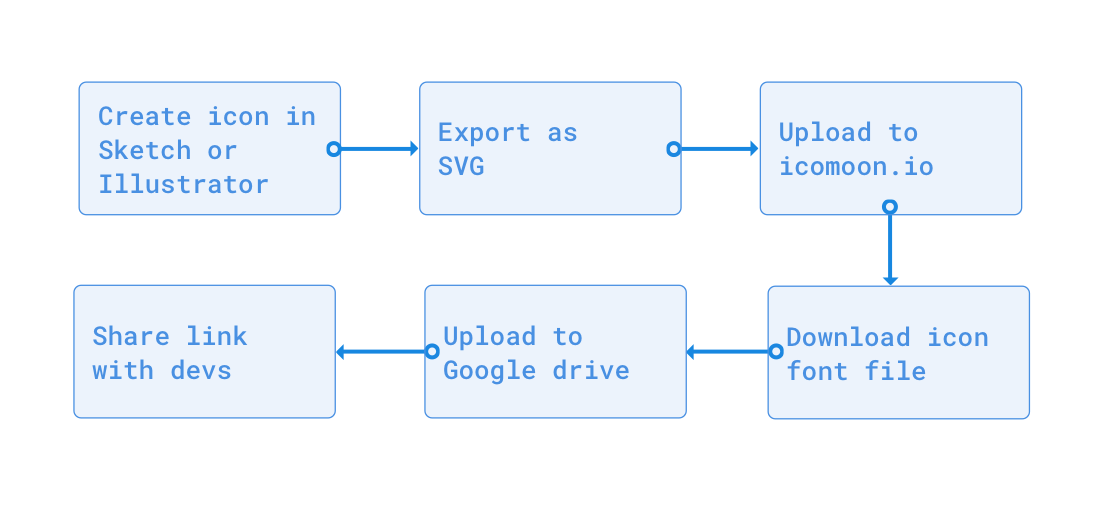 Create icon in
Sketch or
Illustrator
Export as
SVG
Upload to
icomoon.io
Download icon
font file
Upload to
Google drive
Share link
with devs